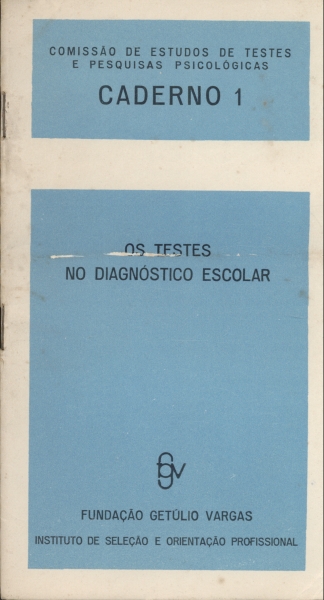 COMISSÃO DE ESTUDOS DE TESTES
E PESQUISAS PSICOLÓGICAS
CADERNO 1
OS TESTES
NO DIAGNÓSTICO ESCOLAR
fgv
FUNDAÇÃO GETÚLIO VARGAS
INSTITUTO DE SELEÇÃO E ORIENTAÇÃO PROFISSIONAL